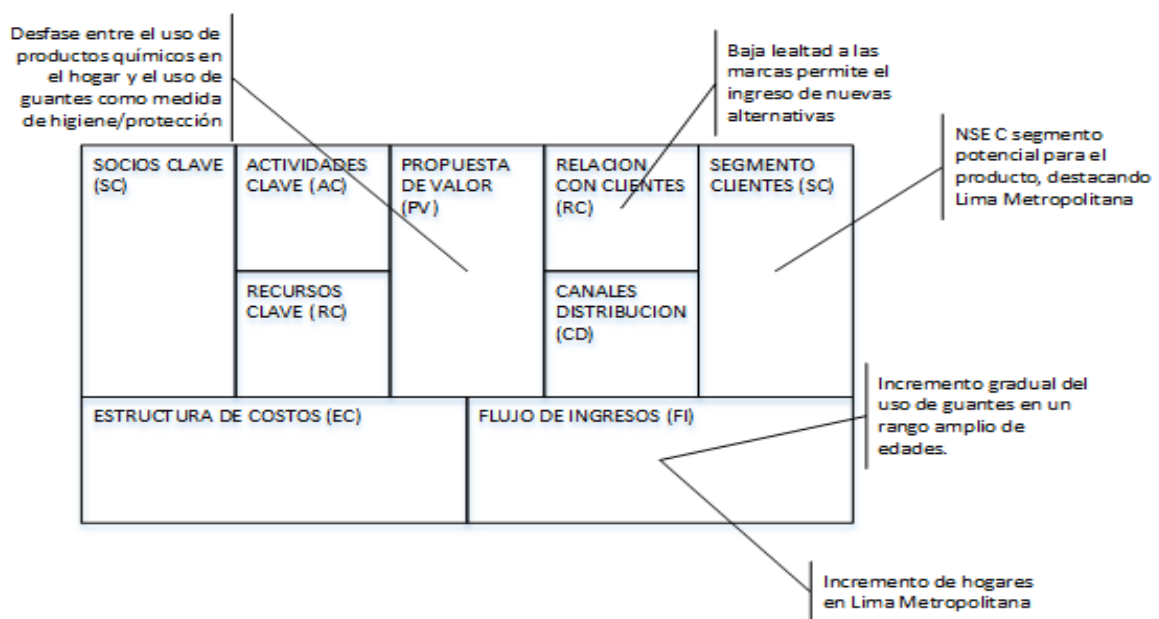 Desfase entre el uso de
productos químicos en
el hogar y el uso de
guantes como medida
de higiene/protección
Baja lealtad a las
marcas permite el
ingreso de nuevas
alternativas
NSE C segmento
potencial para el
producto, destacando
Lima Metropolitana
SOCIOS CLAVE
(SC)
ACTIVIDADES
CLAVE (AC)
PROPUESTA
DE VALOR
(PV)
RELACION
CON CLIENTES
(RC)
SEGMENTO
CLIENTES (SC)
RECURSOS
CLAVE (RC)
CANALES
DISTRIBUCION
(CD)
ESTRUCTURA DE COSTOS (EC)
FLUJO DE INGRESOS (FI)
Incremento gradual del
uso de guantes en un
rango amplio de
edades.
Incremento de hogares
en Lima Metropolitana